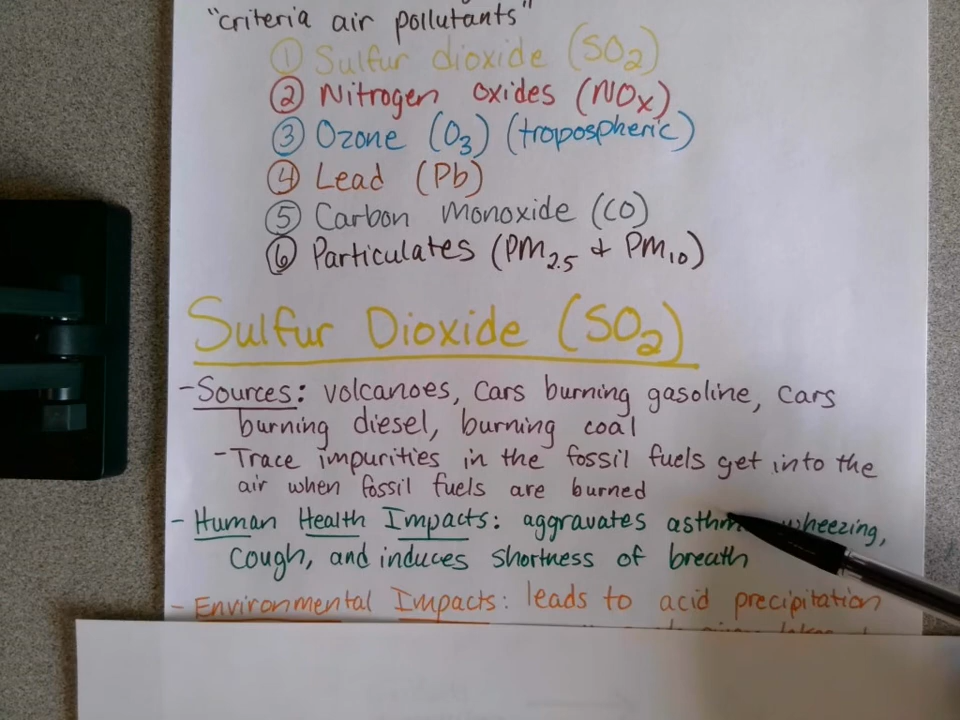 "criteria air pollutants"
① Sulfur dioxide (SO₂)
② Nitrogen oxides (NOx)
③ Ozone (O₃) (tropospheric)
④ Lead (Pb)
⑤ Carbon monoxide (CO)
⑥ Particulates (PM₂.₅ + PM₁₀)
Sulfur Dioxide (SO₂)
- Sources: volcanoes, cars burning gasoline, cars
burning diesel, burning coal
- Trace impurities in the fossil fuels get into the
air when fossil fuels are burned
- Human Health Impacts: aggravates asthma wheezing,
cough, and induces shortness of breath
- Environmental Impacts: leads to acid precipitation